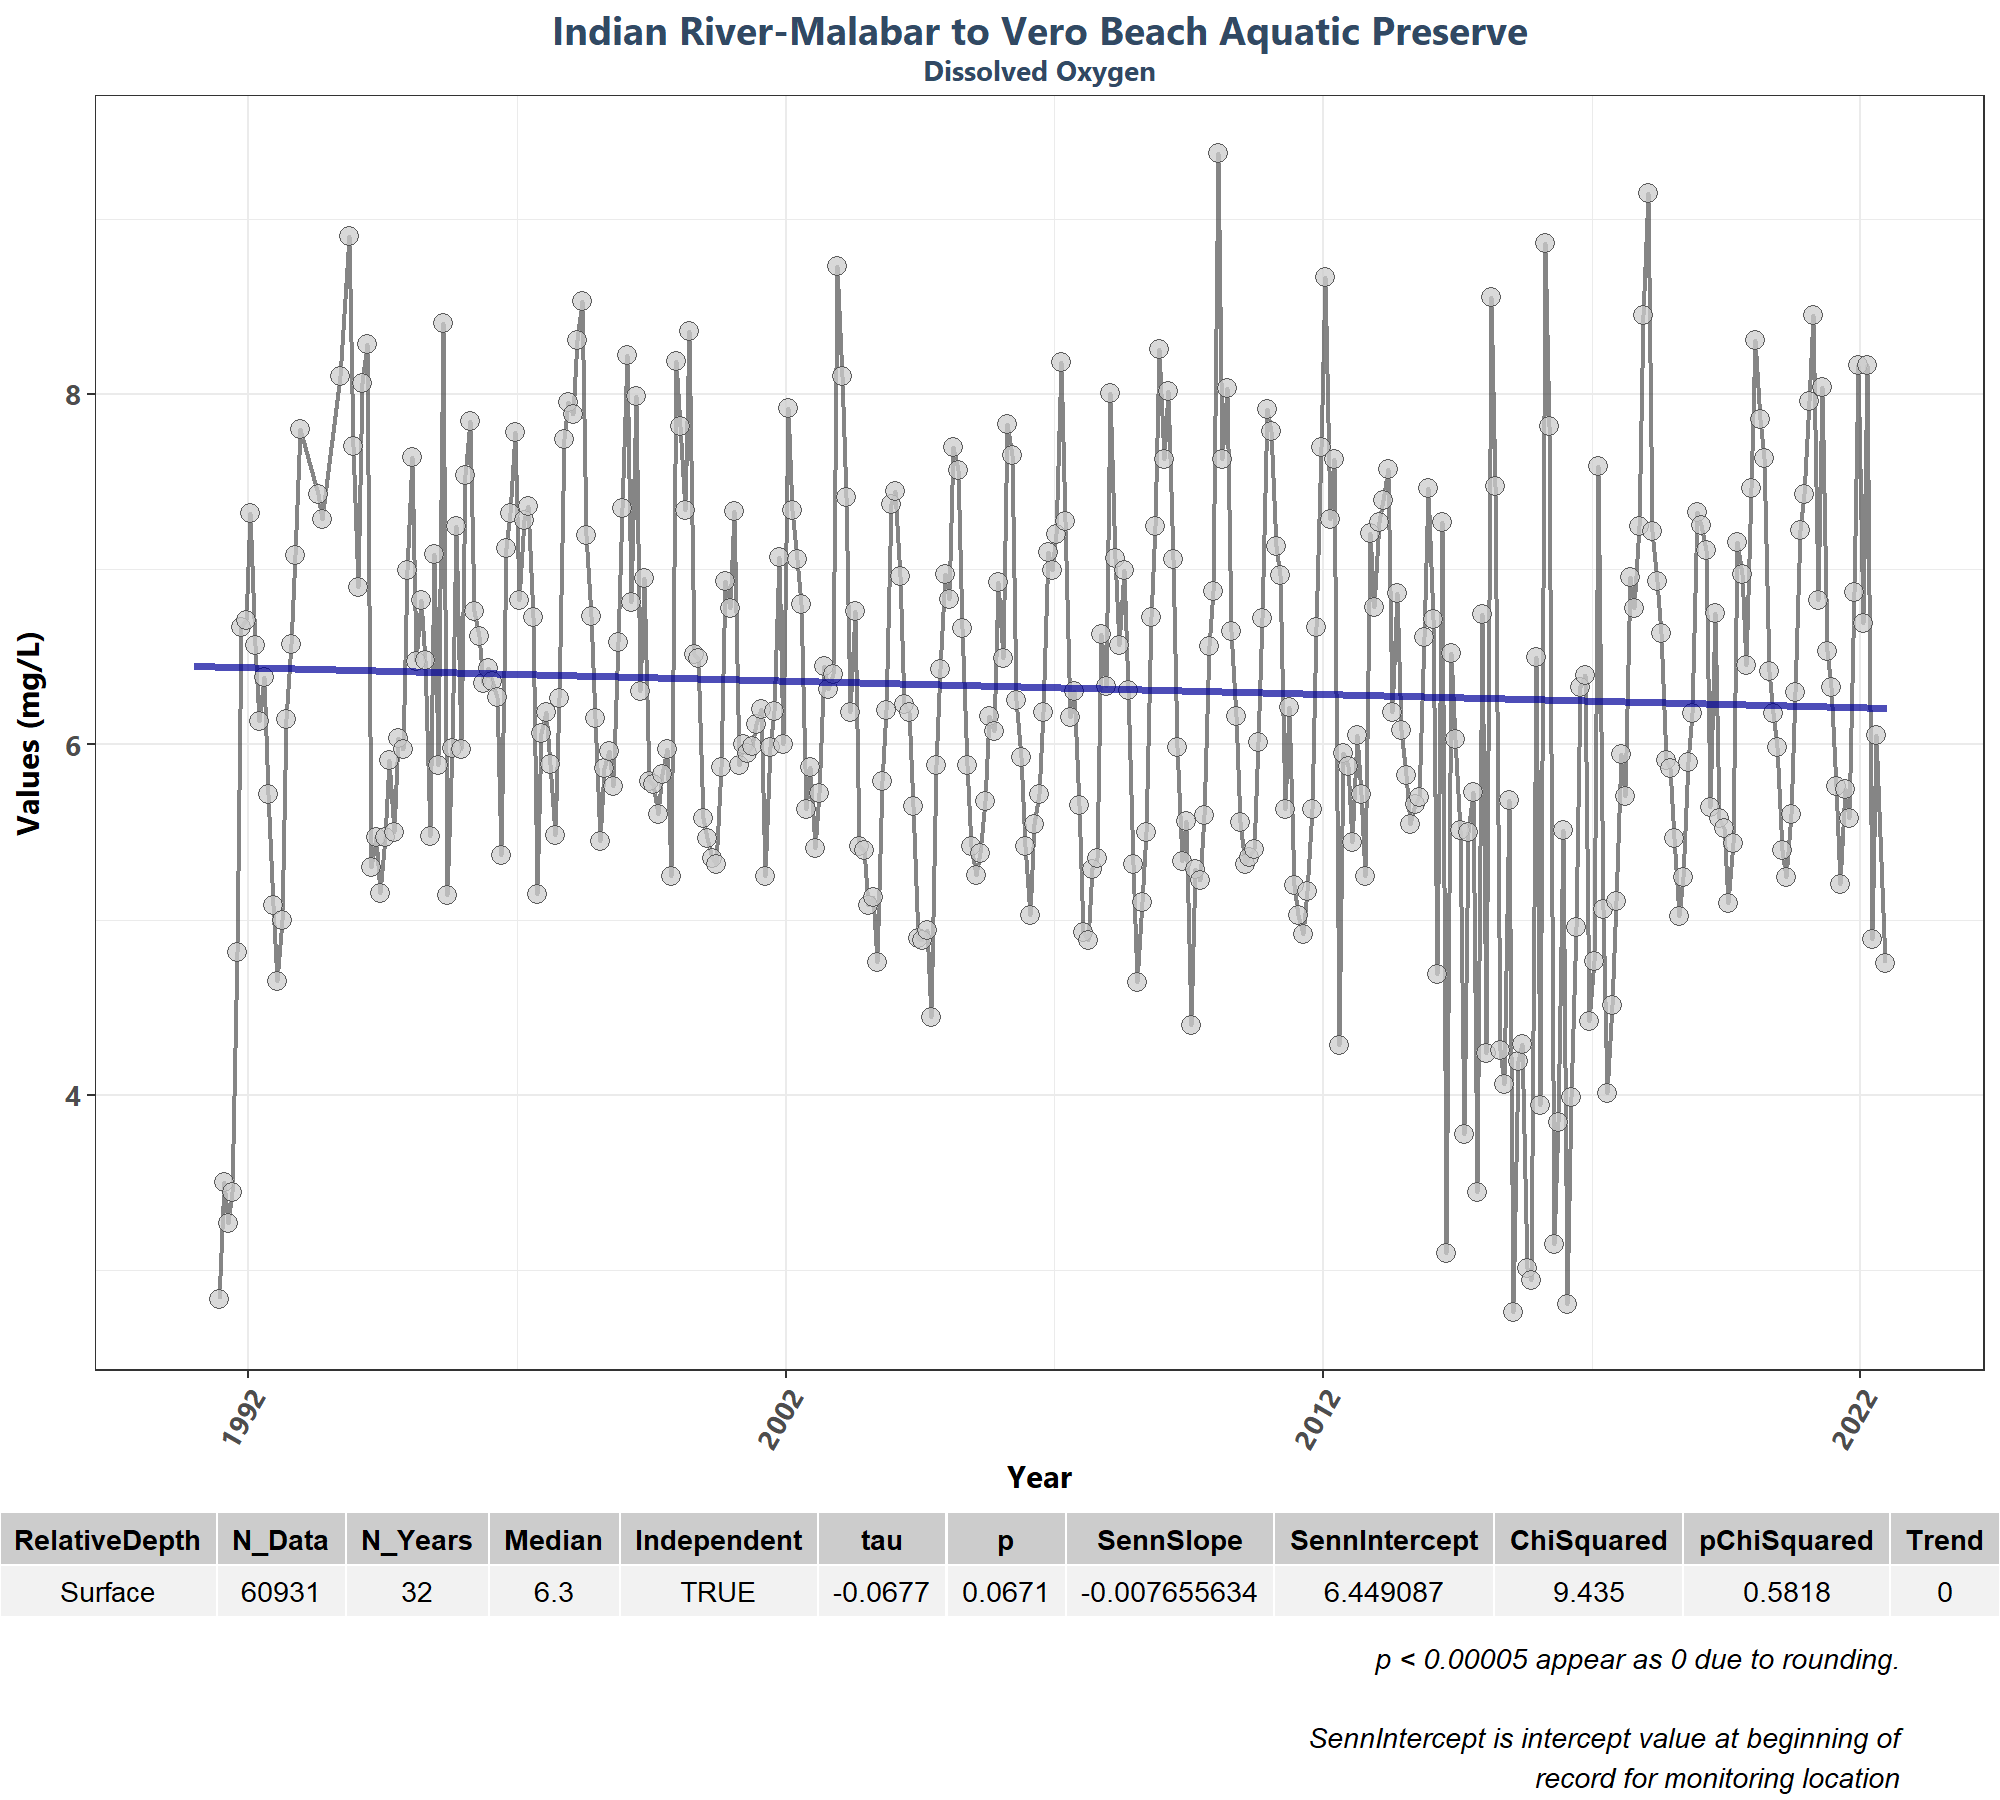 Indian River-Malabar to Vero Beach Aquatic Preserve
Dissolved Oxygen
Values (mg/L)
8
6
4
1992 2002 2012 2022
Year
RelativeDepth N_Data N_Years Median Independent tau p SennSlope SennIntercept ChiSquared pChiSquared Trend
Surface 60931 32 6.3 TRUE -0.0677 0.0671 -0.007655634 6.449087 9.435 0.5818 0
p < 0.00005 appear as 0 due to rounding.
SennIntercept is intercept value at beginning of
record for monitoring location